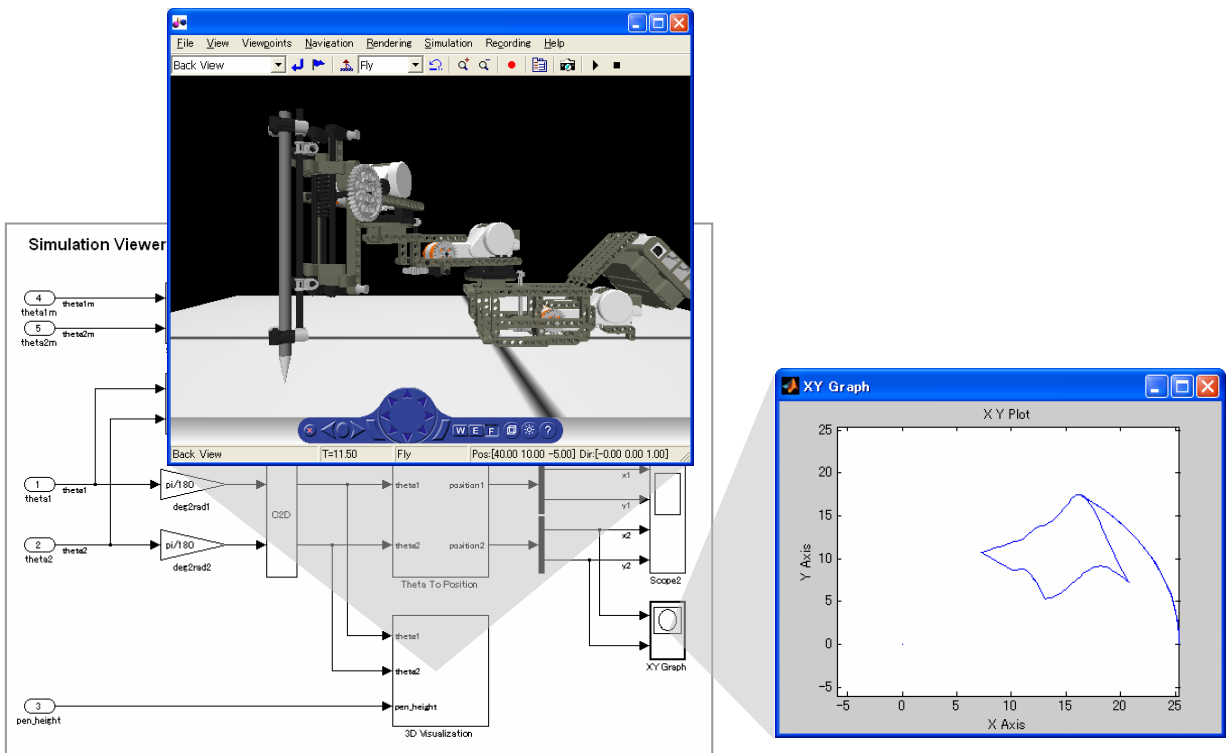 File View Viewpoints Navigation Rendering Simulation Recording Help
Back View Fly
W E F ?
Back View T=11.50 Fly Pos:[40.00 10.00 -5.00] Dir:[-0.00 0.00 1.00]
Simulation Viewer
4 theta1m
theta1m
5 theta2m
theta2m
1 theta1
theta1
pi/180
deg2rad1
2 theta2
theta2
pi/180
deg2rad2
C2D
theta1 position1
theta2 position2
Theta To Position
x1
y1
x2
y2
Scope2
XY Graph
theta1
theta2
3
pen_height
pen_height
3D Visualization
XY Graph
X Y Plot
25
20
15
10
5
0
-5
Y Axis
-5 0 5 10 15 20 25
X Axis